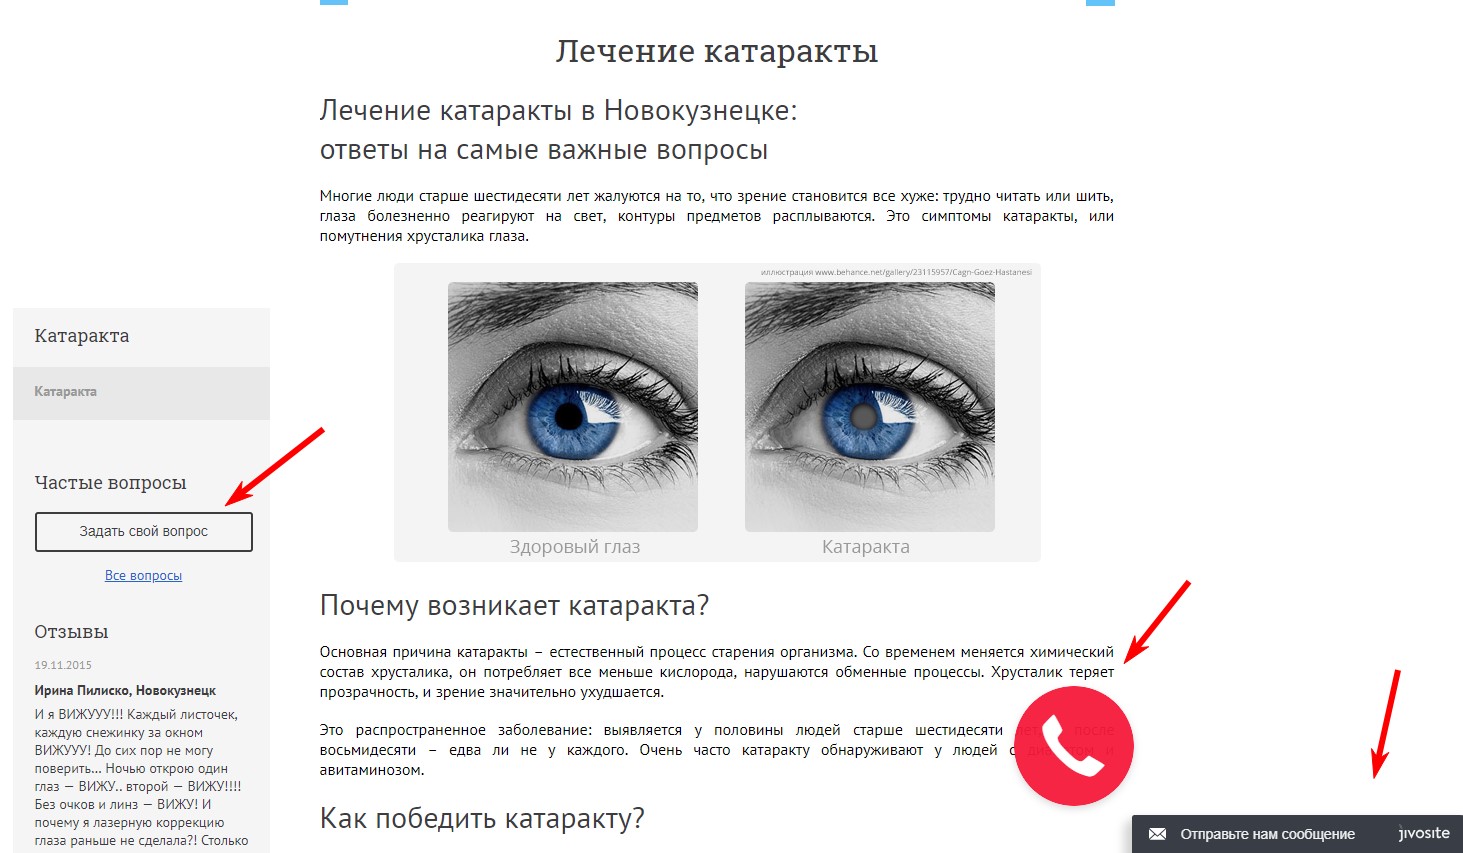 Лечение катаракты
Лечение катаракты в Новокузнецке:
ответы на самые важные вопросы
Многие люди старше шестидесяти лет жалуются на то, что зрение становится все хуже: трудно читать или шить,
глаза болезненно реагируют на свет, контуры предметов расплываются. Это симптомы катаракты, или
помутнения хрусталика глаза.
иллюстрация www.behance.net/gallery/23115957/Cagn-Goez-Hastanesi
Здоровый глаз
Катаракта
Почему возникает катаракта?
Основная причина катаракты – естественный процесс старения организма. Со временем меняется химический
состав хрусталика, он потребляет все меньше кислорода, нарушаются обменные процессы. Хрусталик теряет
прозрачность, и зрение значительно ухудшается.
Это распространенное заболевание: выявляется у половины людей старше шестидесяти после
восьмидесяти – едва ли не у каждого. Очень часто катаракту обнаруживают у людей с
авитаминозом.
Как победить катаракту?
Катаракта
Катаракта
Частые вопросы
Задать свой вопрос
Все вопросы
Отзывы
19.11.2015
Ирина Пилиско, Новокузнецк
И я ВИЖУУУ!!! Каждый листочек,
каждую снежинку за окном
ВИЖУУУ! До сих пор не могу
поверить... Ночью открою один
глаз — ВИЖУ.. второй — ВИЖУ!!!!
Без очков и линз — ВИЖУ! И
почему я лазерную коррекцию
глаза раньше не сделала?! Столько
Отправьте нам сообщение
jivosite